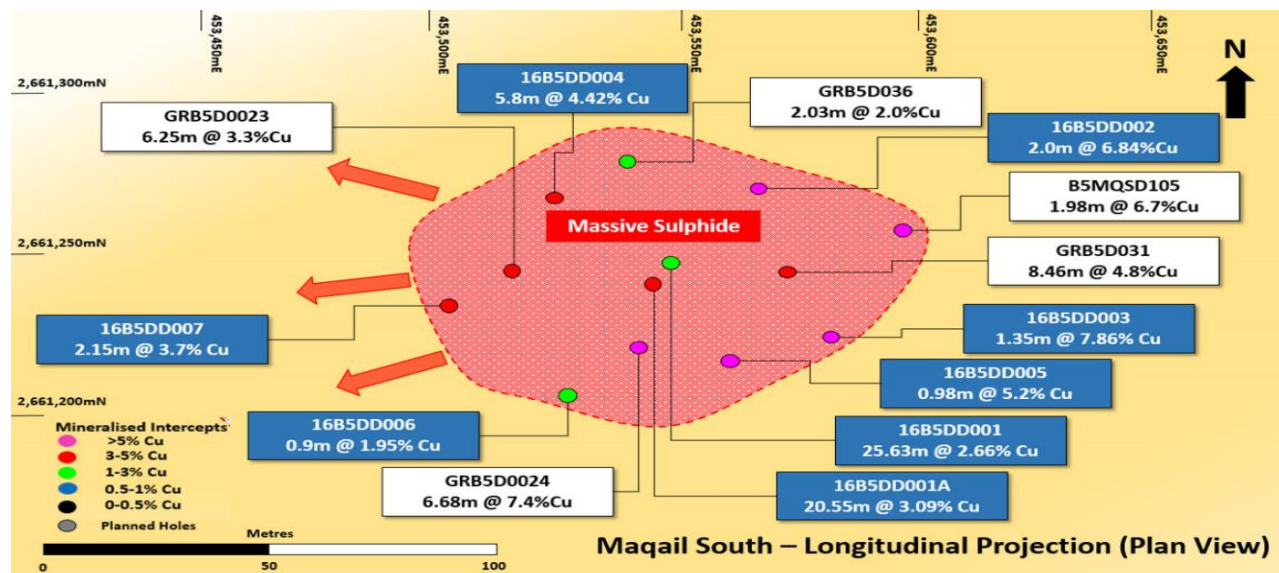 453,450mE
453,500mE
453,550mE
453,600mE
453,650mE
N
2,661,300mN
2,661,250mN
2,661,200mN
16B5DD004
5.8m @ 4.42% Cu
GRB5D036
2.03m @ 2.0%Cu
GRB5D0023
6.25m @ 3.3%Cu
16B5DD002
2.0m @ 6.84%Cu
B5MQSD105
1.98m @ 6.7%Cu
Massive Sulphide
GRB5D031
8.46m @ 4.8%Cu
16B5DD007
2.15m @ 3.7% Cu
16B5DD003
1.35m @ 7.86% Cu
16B5DD005
0.98m @ 5.2% Cu
16B5DD006
0.9m @ 1.95% Cu
16B5DD001
25.63m @ 2.66% Cu
GRB5D0024
6.68m @ 7.4%Cu
16B5DD001A
20.55m @ 3.09% Cu
Mineralised Intercepts
>5% Cu
3-5% Cu
1-3% Cu
0.5-1% Cu
0-0.5% Cu
Planned Holes
Metres
0
50
100
Maqail South – Longitudinal Projection (Plan View)